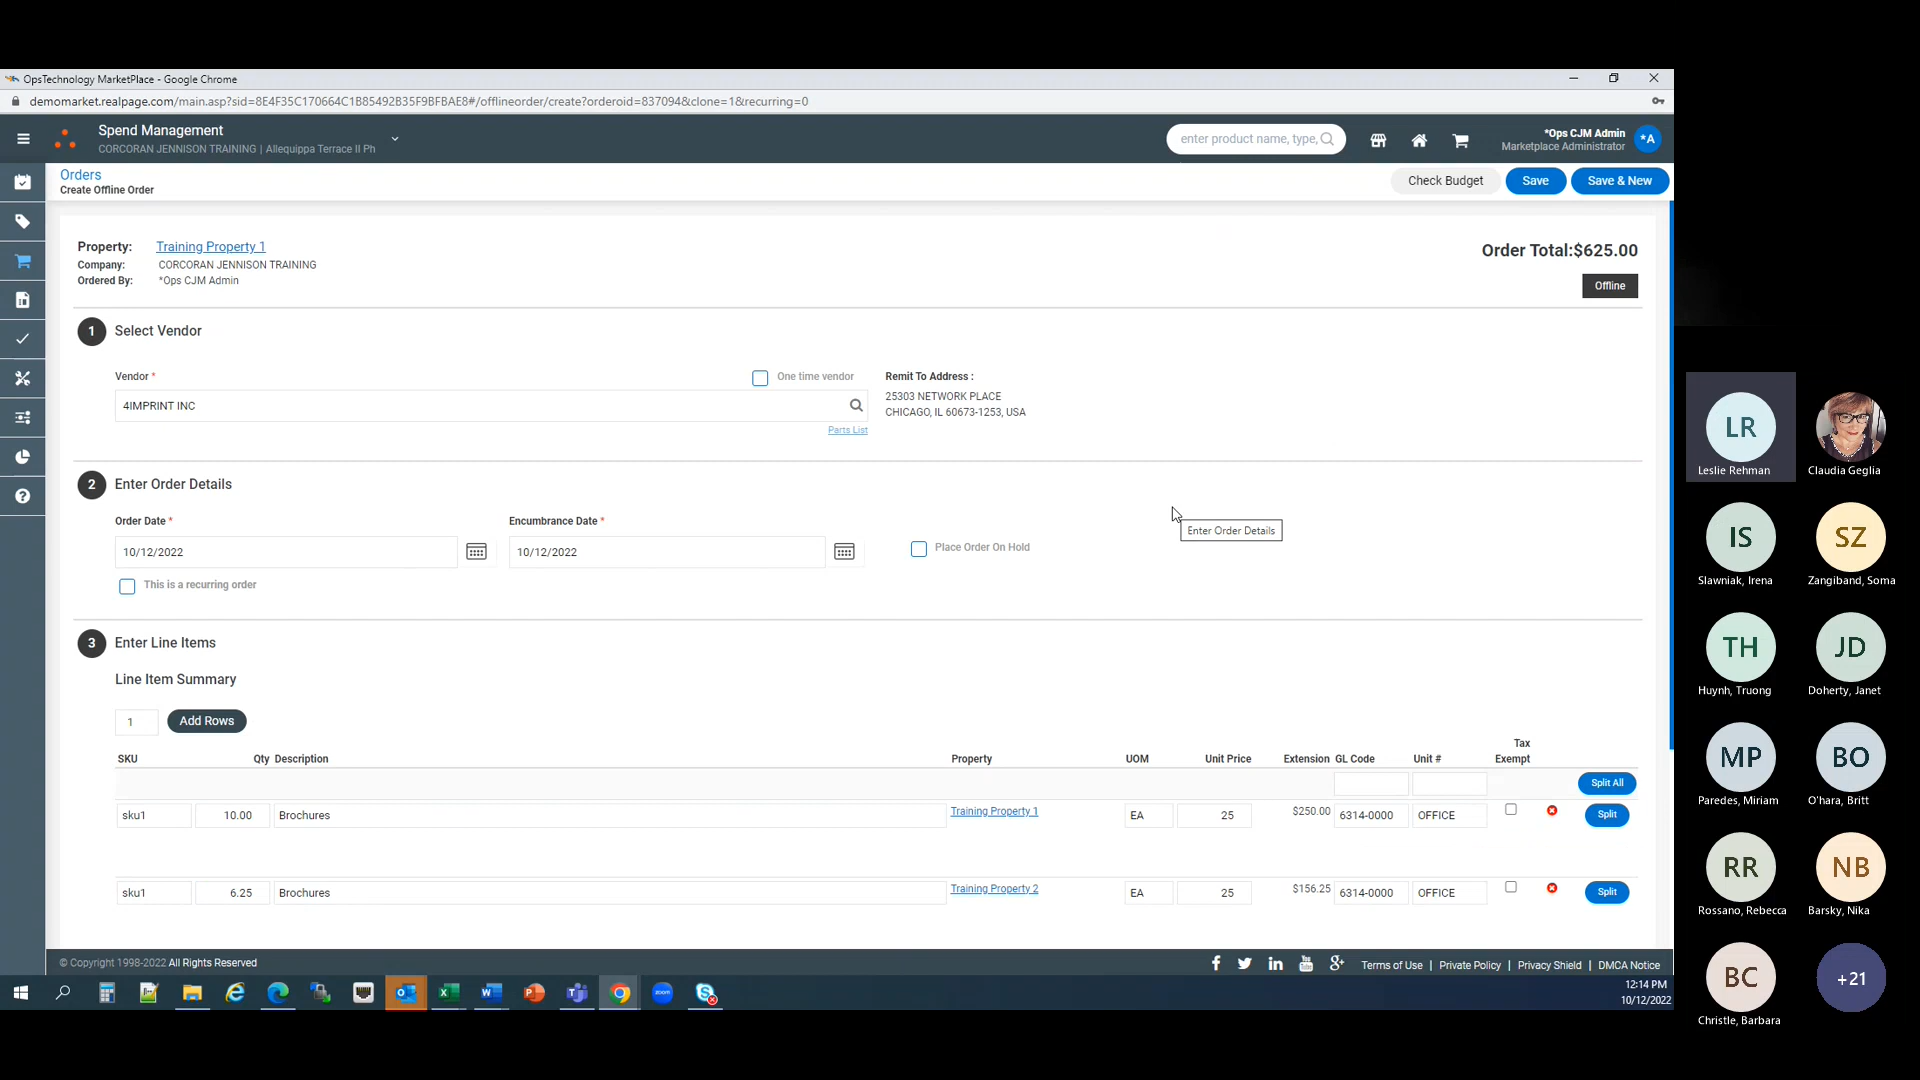 OpsTechnology MarketPlace - Google Chrome
demomarket.realpage.com/main.asp?sid=8E4F35C170664C1B85492B35F9BFBAE8#/offlineorder/create?orderoid=837094&clone=1&recurring=0
Spend Management
CORCORAN JENNISON TRAINING | Allequippa Terrace II Ph
enter product name, type,
*Ops CJM Admin
Marketplace Administrator
*A
Orders
Create Offline Order
Check Budget
Save
Save & New
Property: Training Property 1
Company: CORCORAN JENNISON TRAINING
Ordered By: *Ops CJM Admin
Order Total:$625.00
Offline
1 Select Vendor
Vendor *
One time vendor
Remit To Address :
4IMPRINT INC
25303 NETWORK PLACE
CHICAGO, IL 60673-1253, USA
Parts List
2 Enter Order Details
Order Date *
Encumbrance Date *
Enter Order Details
10/12/2022
10/12/2022
Place Order On Hold
This is a recurring order
3 Enter Line Items
Line Item Summary
1 Add Rows
SKU Qty Description Property UOM Unit Price Extension GL Code Unit # Tax Exempt
Split All
sku1 10.00 Brochures Training Property 1 EA 25 $250.00 6314-0000 OFFICE Split
sku1 6.25 Brochures Training Property 2 EA 25 $156.25 6314-0000 OFFICE Split
© Copyright 1998-2022 All Rights Reserved
Terms of Use | Private Policy | Privacy Shield | DMCA Notice
12:14 PM
10/12/2022
LR
Leslie Rehman
Claudia Geglia
IS
Slawniak, Irena
SZ
Zangiband, Soma
TH
Huynh, Truong
JD
Doherty, Janet
MP
Paredes, Miriam
BO
O'hara, Britt
RR
Rossano, Rebecca
NB
Barsky, Nika
BC
Christle, Barbara
+21